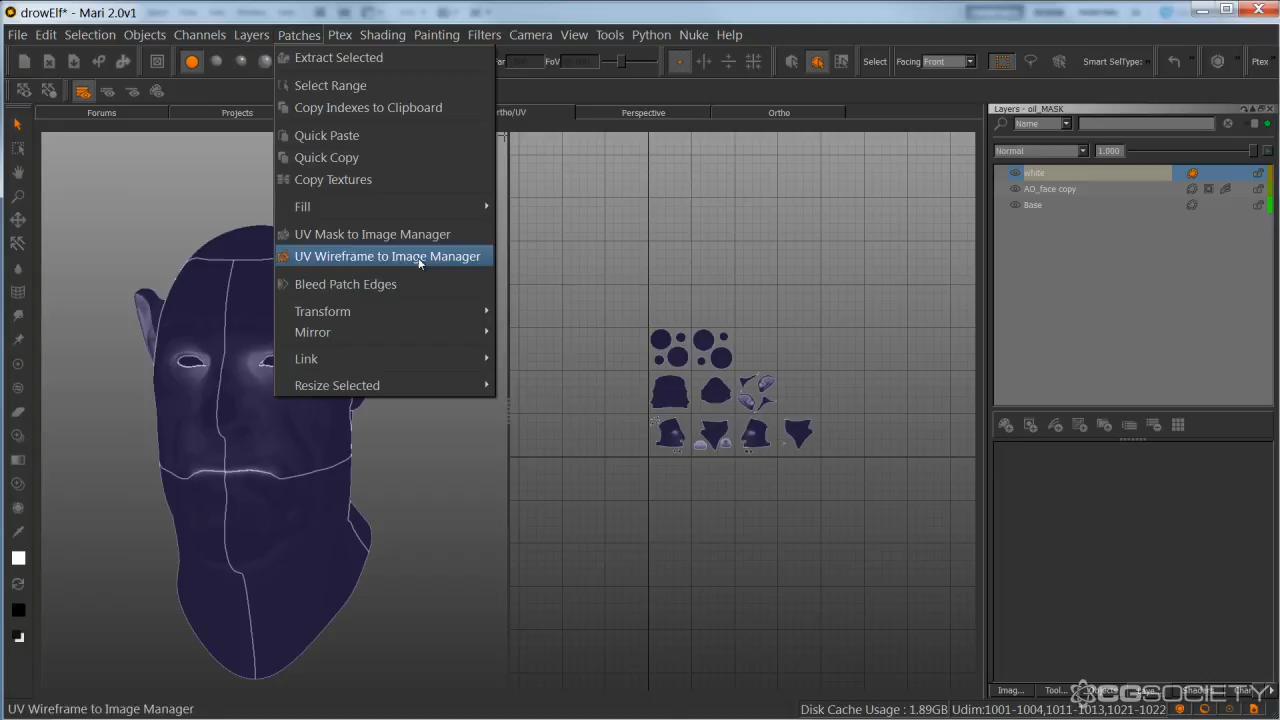 drowElf* - Mari 2.0v1
File Edit Selection Objects Channels Layers Patches Ptex Shading Painting Filters Camera View Tools Python Nuke Help
FoV Select Facing Front Smart SelType: Ptex
Extract Selected
Select Range
Copy Indexes to Clipboard
Quick Paste
Quick Copy
Copy Textures
Fill
UV Mask to Image Manager
UV Wireframe to Image Manager
Bleed Patch Edges
Transform
Mirror
Link
Resize Selected
Forums Projects Perspective Ortho
Layers - oil_MASK
Name
Normal 1.000
white
AO_face copy
Base
Imag... Tool... Objects Shaders
CGSOCIETY
UV Wireframe to Image Manager
Disk Cache Usage : 1.89GB Udim:1001-1004,1011-1013,1021-1022